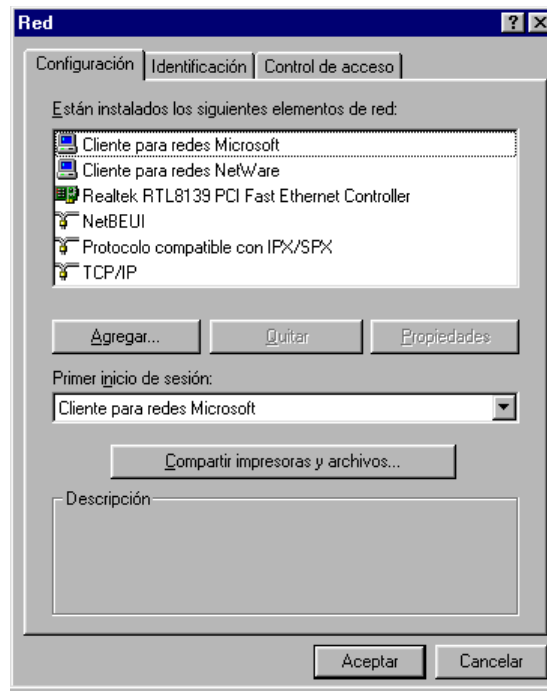 Red
Configuración Identificación Control de acceso
Están instalados los siguientes elementos de red:
Cliente para redes Microsoft
Cliente para redes NetWare
Realtek RTL8139 PCI Fast Ethernet Controller
NetBEUI
Protocolo compatible con IPX/SPX
TCP/IP
Agregar... Quitar Propiedades
Primer inicio de sesión:
Cliente para redes Microsoft
Compartir impresoras y archivos...
Descripción
Aceptar Cancelar